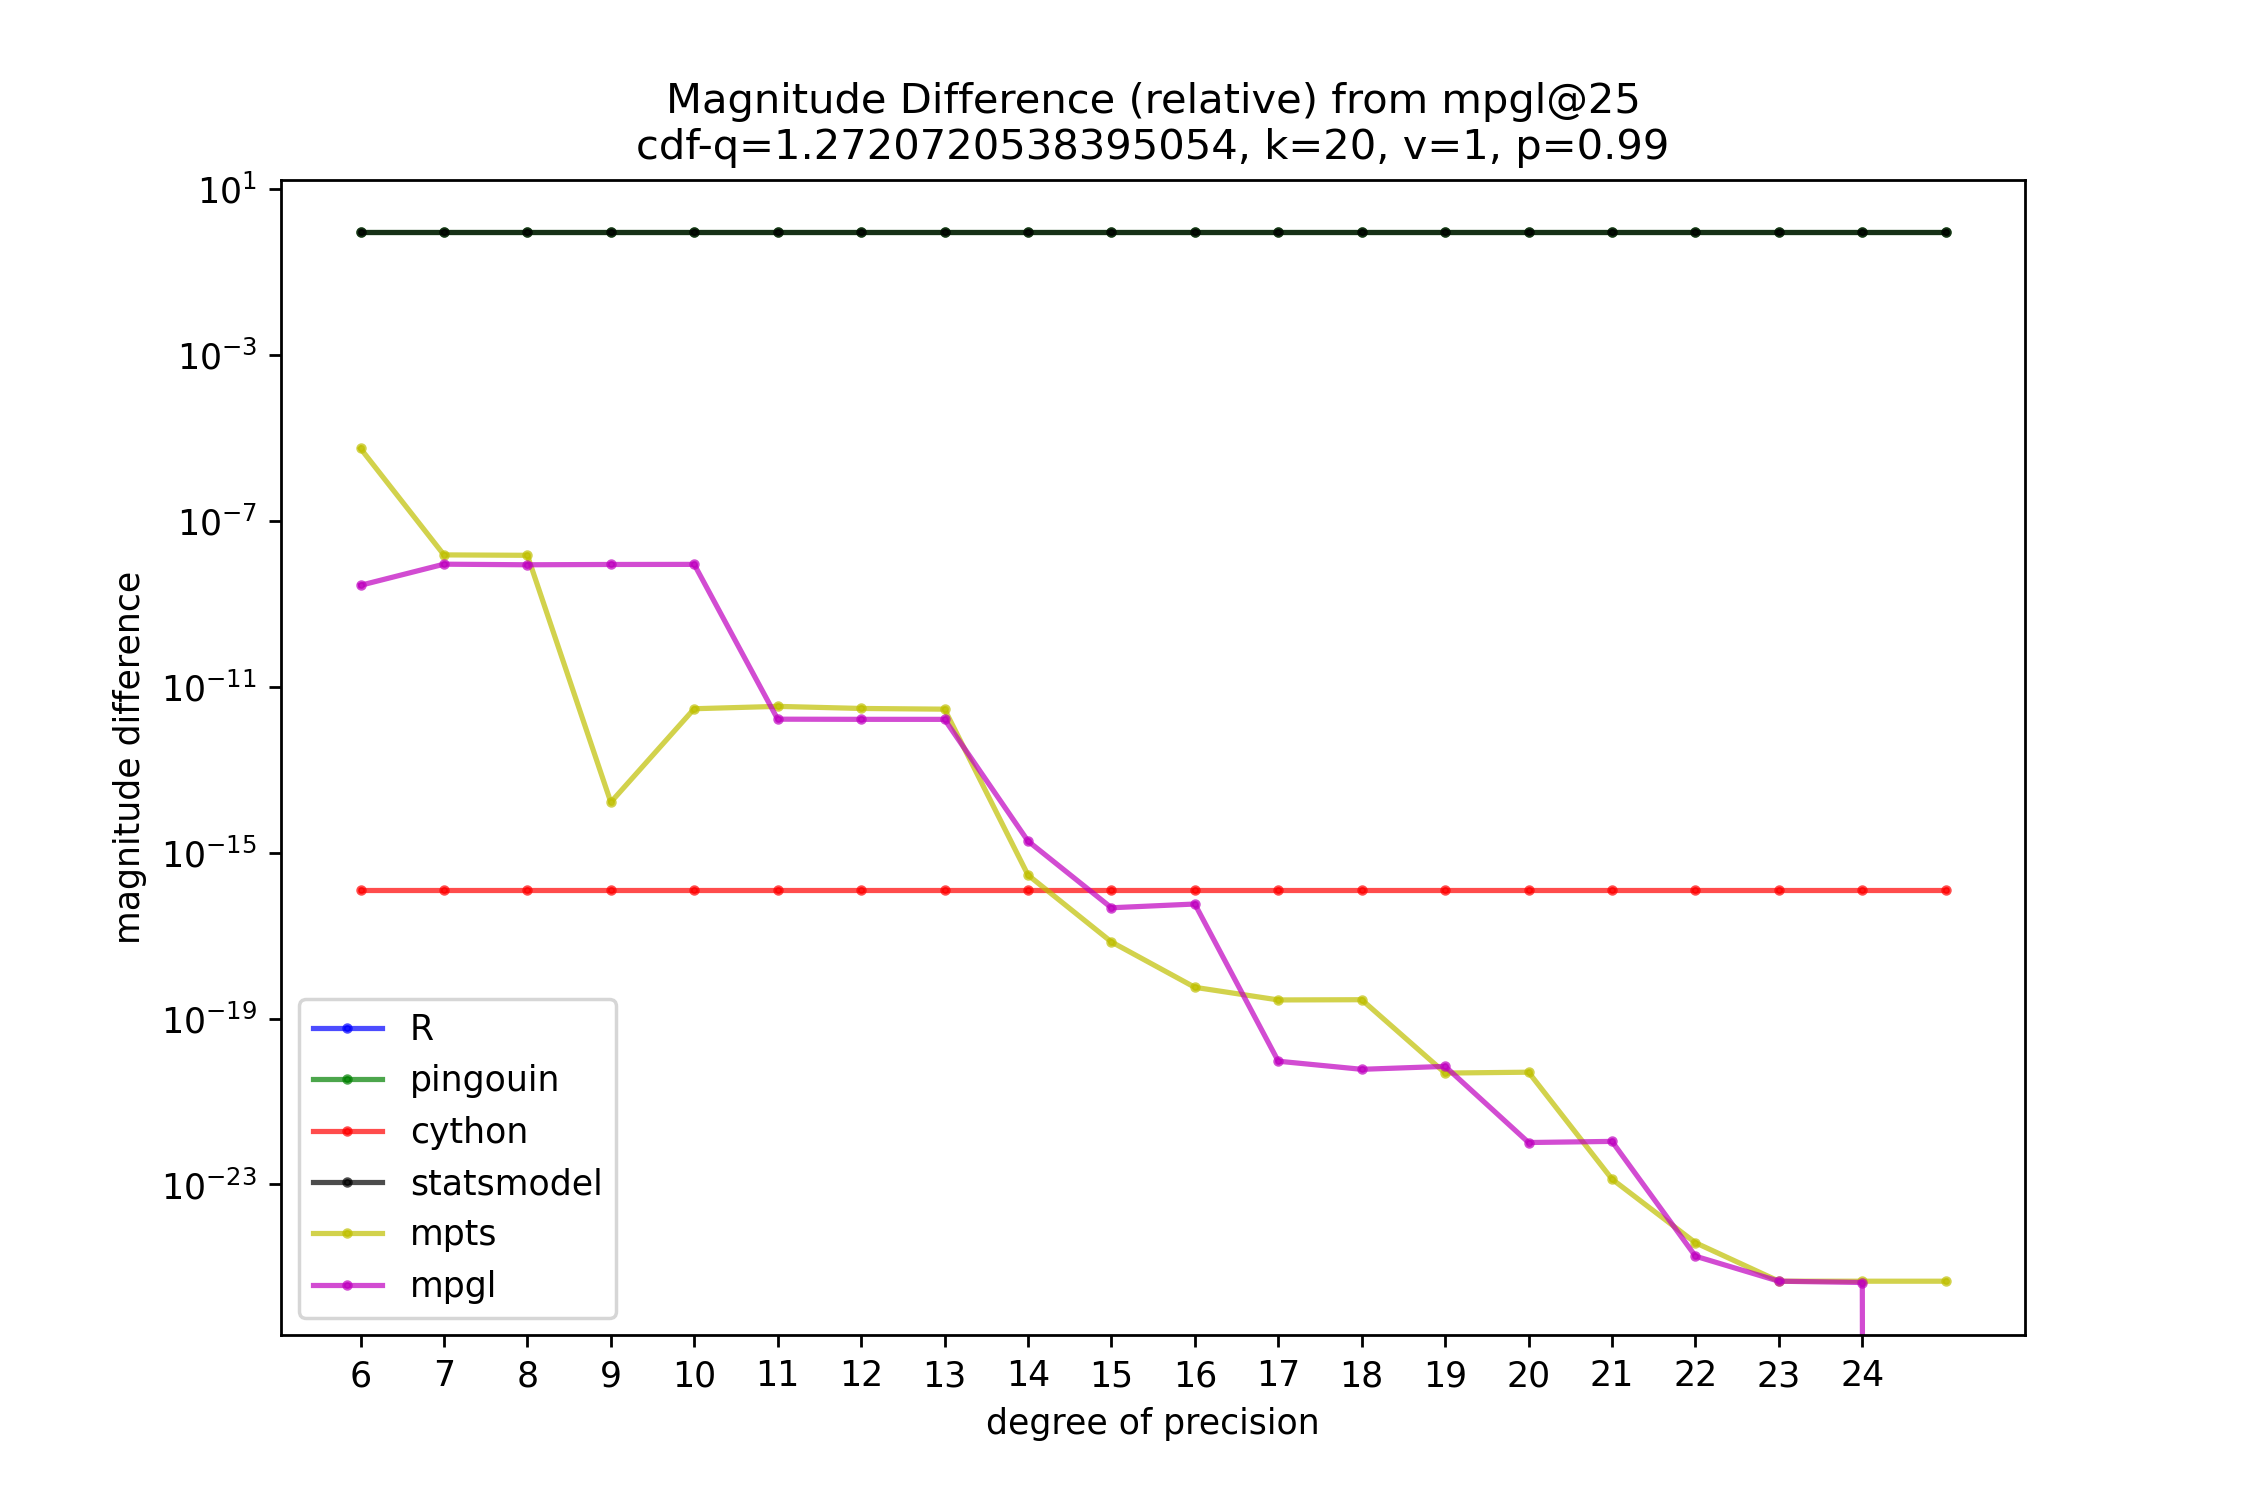 Magnitude Difference (relative) from mpgl@25
cdf-q=1.2720720538395054, k=20, v=1, p=0.99
magnitude difference
10^1
10^−3
10^−7
10^−11
10^−15
10^−19
10^−23
R
pingouin
cython
statsmodel
mpts
mpgl
6 7 8 9 10 11 12 13 14 15 16 17 18 19 20 21 22 23 24
degree of precision